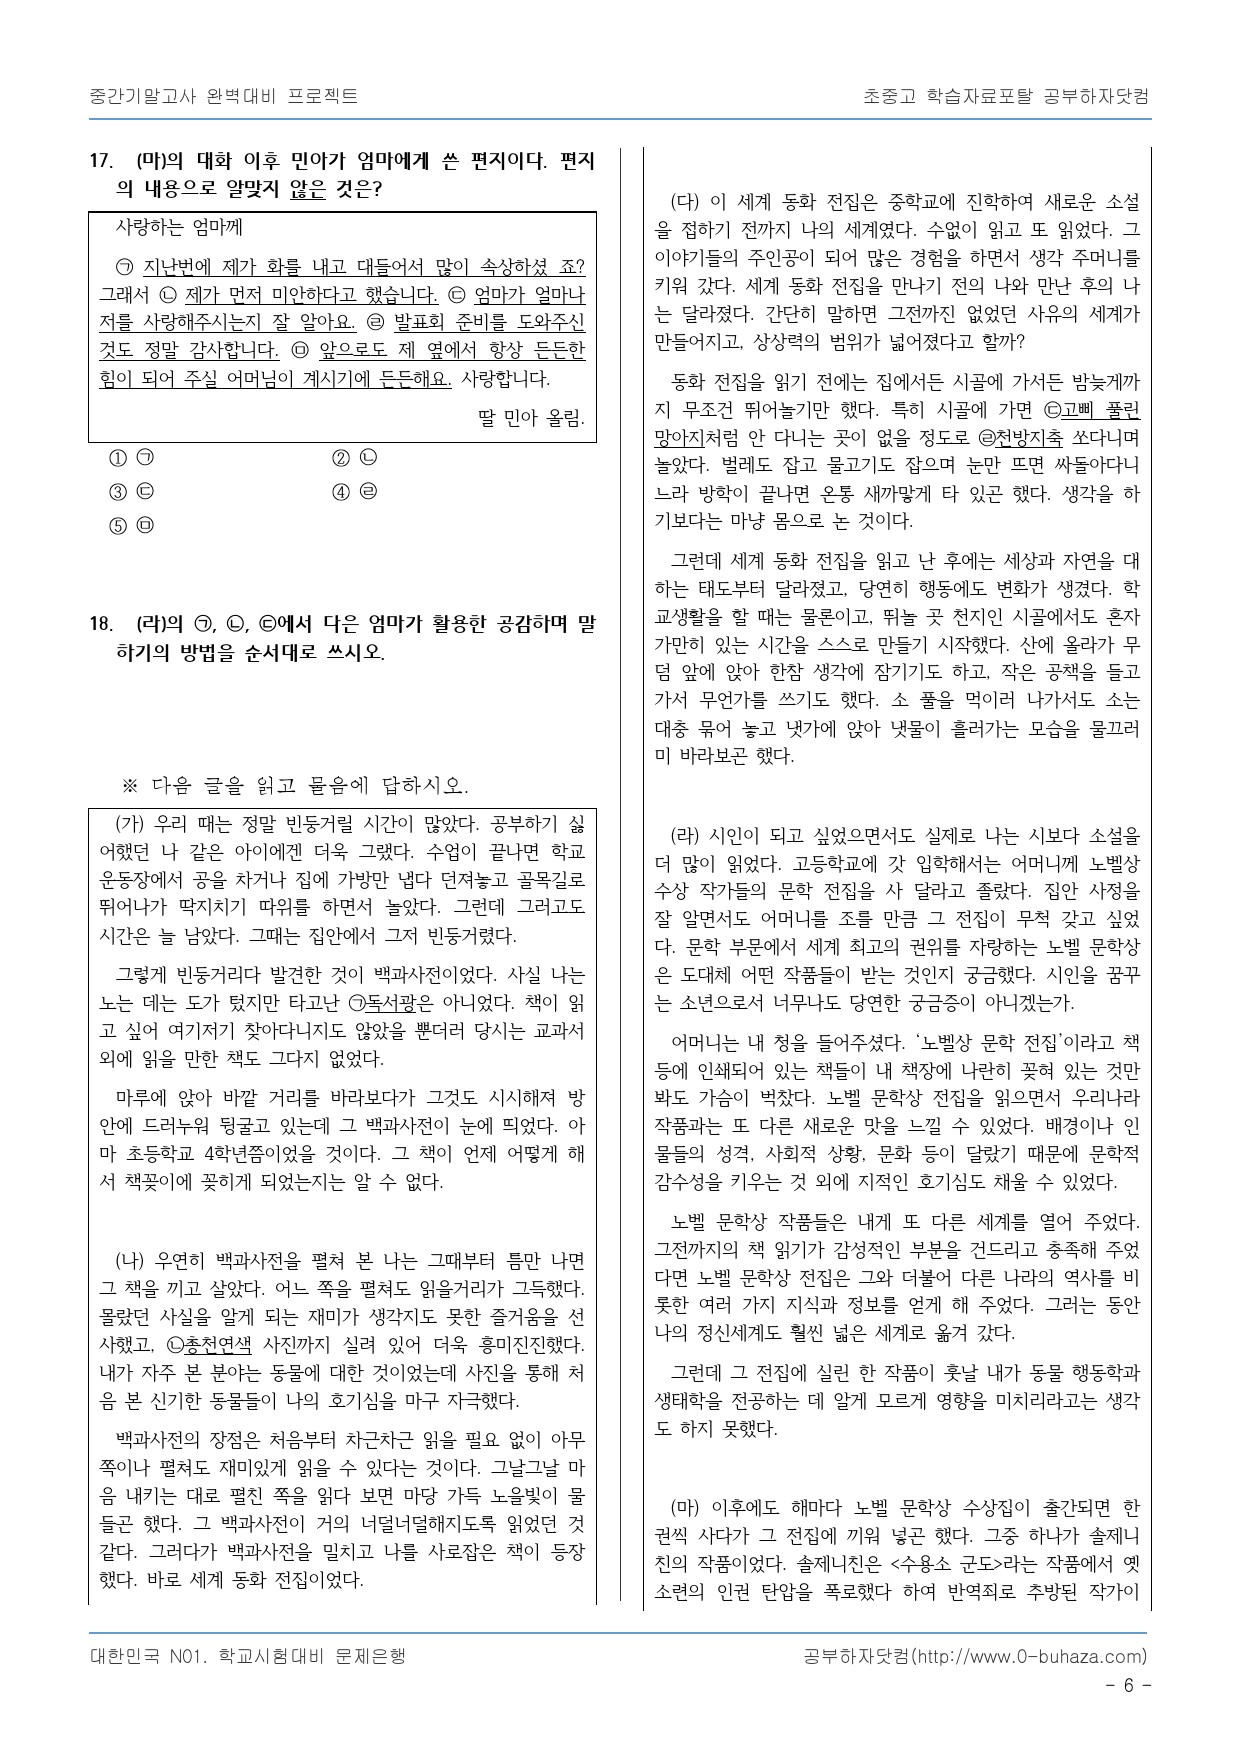 중간기말고사 완벽대비 프로젝트
초중고 학습자료포탈 공부하자닷컴
17. (마)의 대화 이후 민아가 엄마에게 쓴 편지이다. 편지
의 내용으로 알맞지 않은 것은?
사랑하는 엄마께
㉠ 지난번에 제가 화를 내고 대들어서 많이 속상하셨 죠?
그래서 ㉡ 제가 먼저 미안하다고 했습니다. ㉢ 엄마가 얼마나
저를 사랑해주시는지 잘 알아요. ㉣ 발표회 준비를 도와주신
것도 정말 감사합니다. ㉤ 앞으로도 제 옆에서 항상 든든한
힘이 되어 주실 어머님이 계시기에 든든해요. 사랑합니다.
딸 민아 올림.
① ㉠ ② ㉡
③ ㉢ ④ ㉣
⑤ ㉤
18. (라)의 ㉠, ㉡, ㉢에서 다은 엄마가 활용한 공감하며 말
하기의 방법을 순서대로 쓰시오.
※ 다음 글을 읽고 물음에 답하시오.
(가) 우리 때는 정말 빈둥거릴 시간이 많았다. 공부하기 싫
어했던 나 같은 아이에겐 더욱 그랬다. 수업이 끝나면 학교
운동장에서 공을 차거나 집에 가방만 냅다 던져놓고 골목길로
뛰어나가 딱지치기 따위를 하면서 놀았다. 그런데 그러고도
시간은 늘 남았다. 그때는 집안에서 그저 빈둥거렸다.
그렇게 빈둥거리다 발견한 것이 백과사전이었다. 사실 나는
노는 데는 도가 텄지만 타고난 ㉠독서광은 아니었다. 책이 읽
고 싶어 여기저기 찾아다니지도 않았을 뿐더러 당시는 교과서
외에 읽을 만한 책도 그다지 없었다.
마루에 앉아 바깥 거리를 바라보다가 그것도 시시해져 방
안에 드러누워 뒹굴고 있는데 그 백과사전이 눈에 띄었다. 아
마 초등학교 4학년쯤이었을 것이다. 그 책이 언제 어떻게 해
서 책꽂이에 꽂히게 되었는지는 알 수 없다.
(나) 우연히 백과사전을 펼쳐 본 나는 그때부터 틈만 나면
그 책을 끼고 살았다. 어느 쪽을 펼쳐도 읽을거리가 그득했다.
몰랐던 사실을 알게 되는 재미가 생각지도 못한 즐거움을 선
사했고, ㉡총천연색 사진까지 실려 있어 더욱 흥미진진했다.
내가 자주 본 분야는 동물에 대한 것이었는데 사진을 통해 처
음 본 신기한 동물들이 나의 호기심을 마구 자극했다.
백과사전의 장점은 처음부터 차근차근 읽을 필요 없이 아무
쪽이나 펼쳐도 재미있게 읽을 수 있다는 것이다. 그날그날 마
음 내키는 대로 펼친 쪽을 읽다 보면 마당 가득 노을빛이 물
들곤 했다. 그 백과사전이 거의 너덜너덜해지도록 읽었던 것
같다. 그러다가 백과사전을 밀치고 나를 사로잡은 책이 등장
했다. 바로 세계 동화 전집이었다.
(다) 이 세계 동화 전집은 중학교에 진학하여 새로운 소설
을 접하기 전까지 나의 세계였다. 수없이 읽고 또 읽었다. 그
이야기들의 주인공이 되어 많은 경험을 하면서 생각 주머니를
키워 갔다. 세계 동화 전집을 만나기 전의 나와 만난 후의 나
는 달라졌다. 간단히 말하면 그전까진 없었던 사유의 세계가
만들어지고, 상상력의 범위가 넓어졌다고 할까?
동화 전집을 읽기 전에는 집에서든 시골에 가서든 밤늦게까
지 무조건 뛰어놀기만 했다. 특히 시골에 가면 ㉢고삐 풀린
망아지처럼 안 다니는 곳이 없을 정도로 ㉣천방지축 쏘다니며
놀았다. 벌레도 잡고 물고기도 잡으며 눈만 뜨면 싸돌아다니
느라 방학이 끝나면 온통 새까맣게 타 있곤 했다. 생각을 하
기보다는 마냥 몸으로 논 것이다.
그런데 세계 동화 전집을 읽고 난 후에는 세상과 자연을 대
하는 태도부터 달라졌고, 당연히 행동에도 변화가 생겼다. 학
교생활을 할 때는 물론이고, 뛰놀 곳 천지인 시골에서도 혼자
가만히 있는 시간을 스스로 만들기 시작했다. 산에 올라가 무
덤 앞에 앉아 한참 생각에 잠기기도 하고, 작은 공책을 들고
가서 무언가를 쓰기도 했다. 소 풀을 먹이러 나가서도 소는
대충 묶어 놓고 냇가에 앉아 냇물이 흘러가는 모습을 물끄러
미 바라보곤 했다.
(라) 시인이 되고 싶었으면서도 실제로 나는 시보다 소설을
더 많이 읽었다. 고등학교에 갓 입학해서는 어머니께 노벨상
수상 작가들의 문학 전집을 사 달라고 졸랐다. 집안 사정을
잘 알면서도 어머니를 조를 만큼 그 전집이 무척 갖고 싶었
다. 문학 부문에서 세계 최고의 권위를 자랑하는 노벨 문학상
은 도대체 어떤 작품들이 받는 것인지 궁금했다. 시인을 꿈꾸
는 소년으로서 너무나도 당연한 궁금증이 아니겠는가.
어머니는 내 청을 들어주셨다. ‘노벨상 문학 전집’이라고 책
등에 인쇄되어 있는 책들이 내 책장에 나란히 꽂혀 있는 것만
봐도 가슴이 벅찼다. 노벨 문학상 전집을 읽으면서 우리나라
작품과는 또 다른 새로운 맛을 느낄 수 있었다. 배경이나 인
물들의 성격, 사회적 상황, 문화 등이 달랐기 때문에 문학적
감수성을 키우는 것 외에 지적인 호기심도 채울 수 있었다.
노벨 문학상 작품들은 내게 또 다른 세계를 열어 주었다.
그전까지의 책 읽기가 감성적인 부분을 건드리고 충족해 주었
다면 노벨 문학상 전집은 그와 더불어 다른 나라의 역사를 비
롯한 여러 가지 지식과 정보를 얻게 해 주었다. 그러는 동안
나의 정신세계도 훨씬 넓은 세계로 옮겨 갔다.
그런데 그 전집에 실린 한 작품이 훗날 내가 동물 행동학과
생태학을 전공하는 데 알게 모르게 영향을 미치리라고는 생각
도 하지 못했다.
(마) 이후에도 해마다 노벨 문학상 수상집이 출간되면 한
권씩 사다가 그 전집에 끼워 넣곤 했다. 그중 하나가 솔제니
친의 작품이었다. 솔제니친은 <수용소 군도>라는 작품에서 옛
소련의 인권 탄압을 폭로했다 하여 반역죄로 추방된 작가이
대한민국 N01. 학교시험대비 문제은행
공부하자닷컴(http://www.0-buhaza.com)
- 6 -